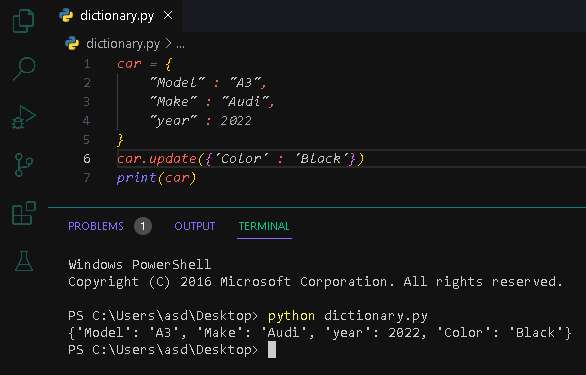 dictionary.py ×
dictionary.py > ...
1 car = {
2 "Model" : "A3",
3 "Make" : "Audi",
4 "year" : 2022
5 }
6 car.update({'Color' : 'Black'})
7 print(car)
PROBLEMS 1 OUTPUT TERMINAL
Windows PowerShell
Copyright (C) 2016 Microsoft Corporation. All rights reserved.
PS C:\Users\asd\Desktop> python dictionary.py
{'Model': 'A3', 'Make': 'Audi', 'year': 2022, 'Color': 'Black'}
PS C:\Users\asd\Desktop>